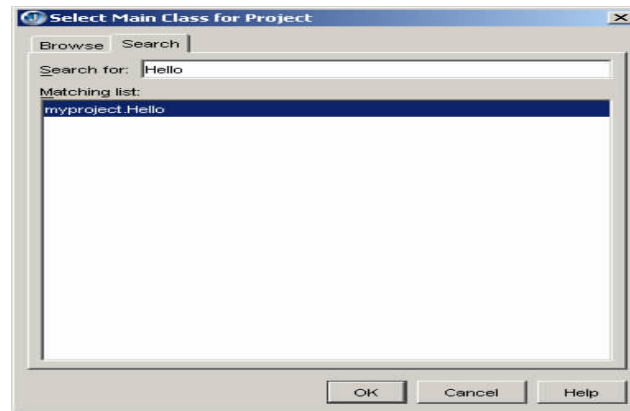 Select Main Class for Project
Browse Search
Search for: Hello
Matching list:
myproject.Hello
OK Cancel Help